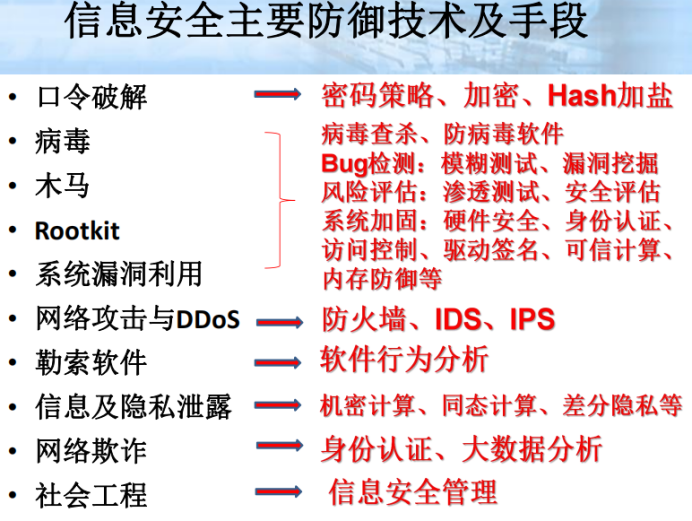 信息安全主要防御技术及手段
• 口令破解 密码策略、加密、Hash加盐
• 病毒
• 木马
• Rootkit
• 系统漏洞利用
病毒查杀、防病毒软件
Bug检测：模糊测试、漏洞挖掘
风险评估：渗透测试、安全评估
系统加固：硬件安全、身份认证、
访问控制、驱动签名、可信计算、
内存防御等
• 网络攻击与DDoS 防火墙、IDS、IPS
• 勒索软件 软件行为分析
• 信息及隐私泄露 机密计算、同态计算、差分隐私等
• 网络欺诈 身份认证、大数据分析
• 社会工程 信息安全管理